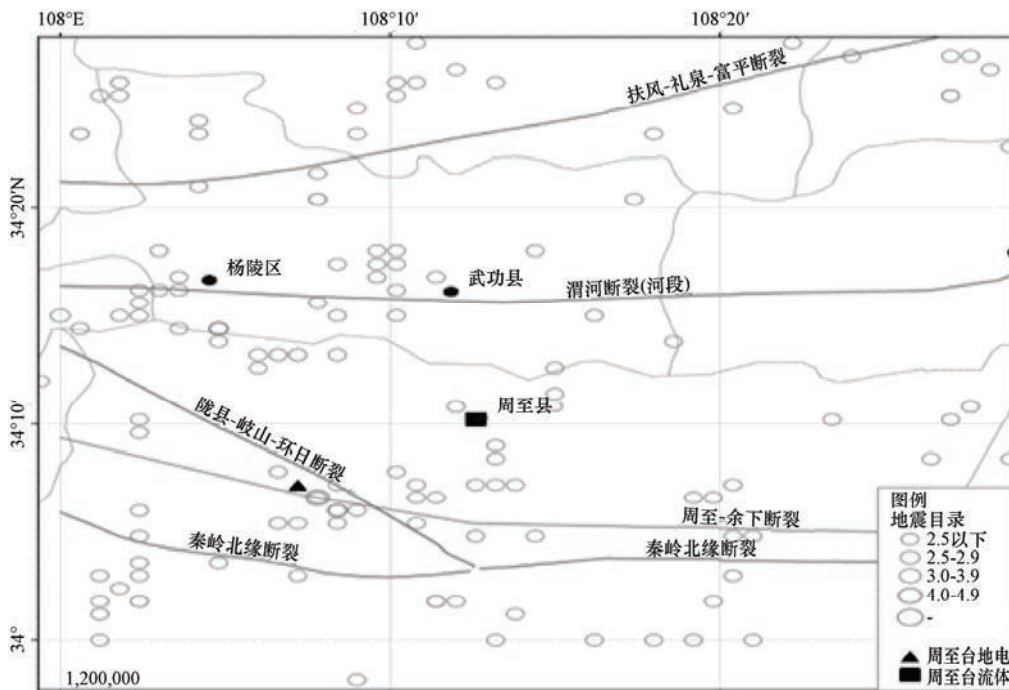 108°E 108°10′ 108°20′
扶风-礼泉-富平断裂
34°20′N
杨陵区
武功县
渭河断裂(河段)
周至县
34°10′
陇县-岐山-环日断裂
周至-余下断裂
秦岭北缘断裂
秦岭北缘断裂
34°
1,200,000
图例
地震目录
2.5以下
2.5-2.9
3.0-3.9
4.0-4.9
-
周至台地电
周至台流体